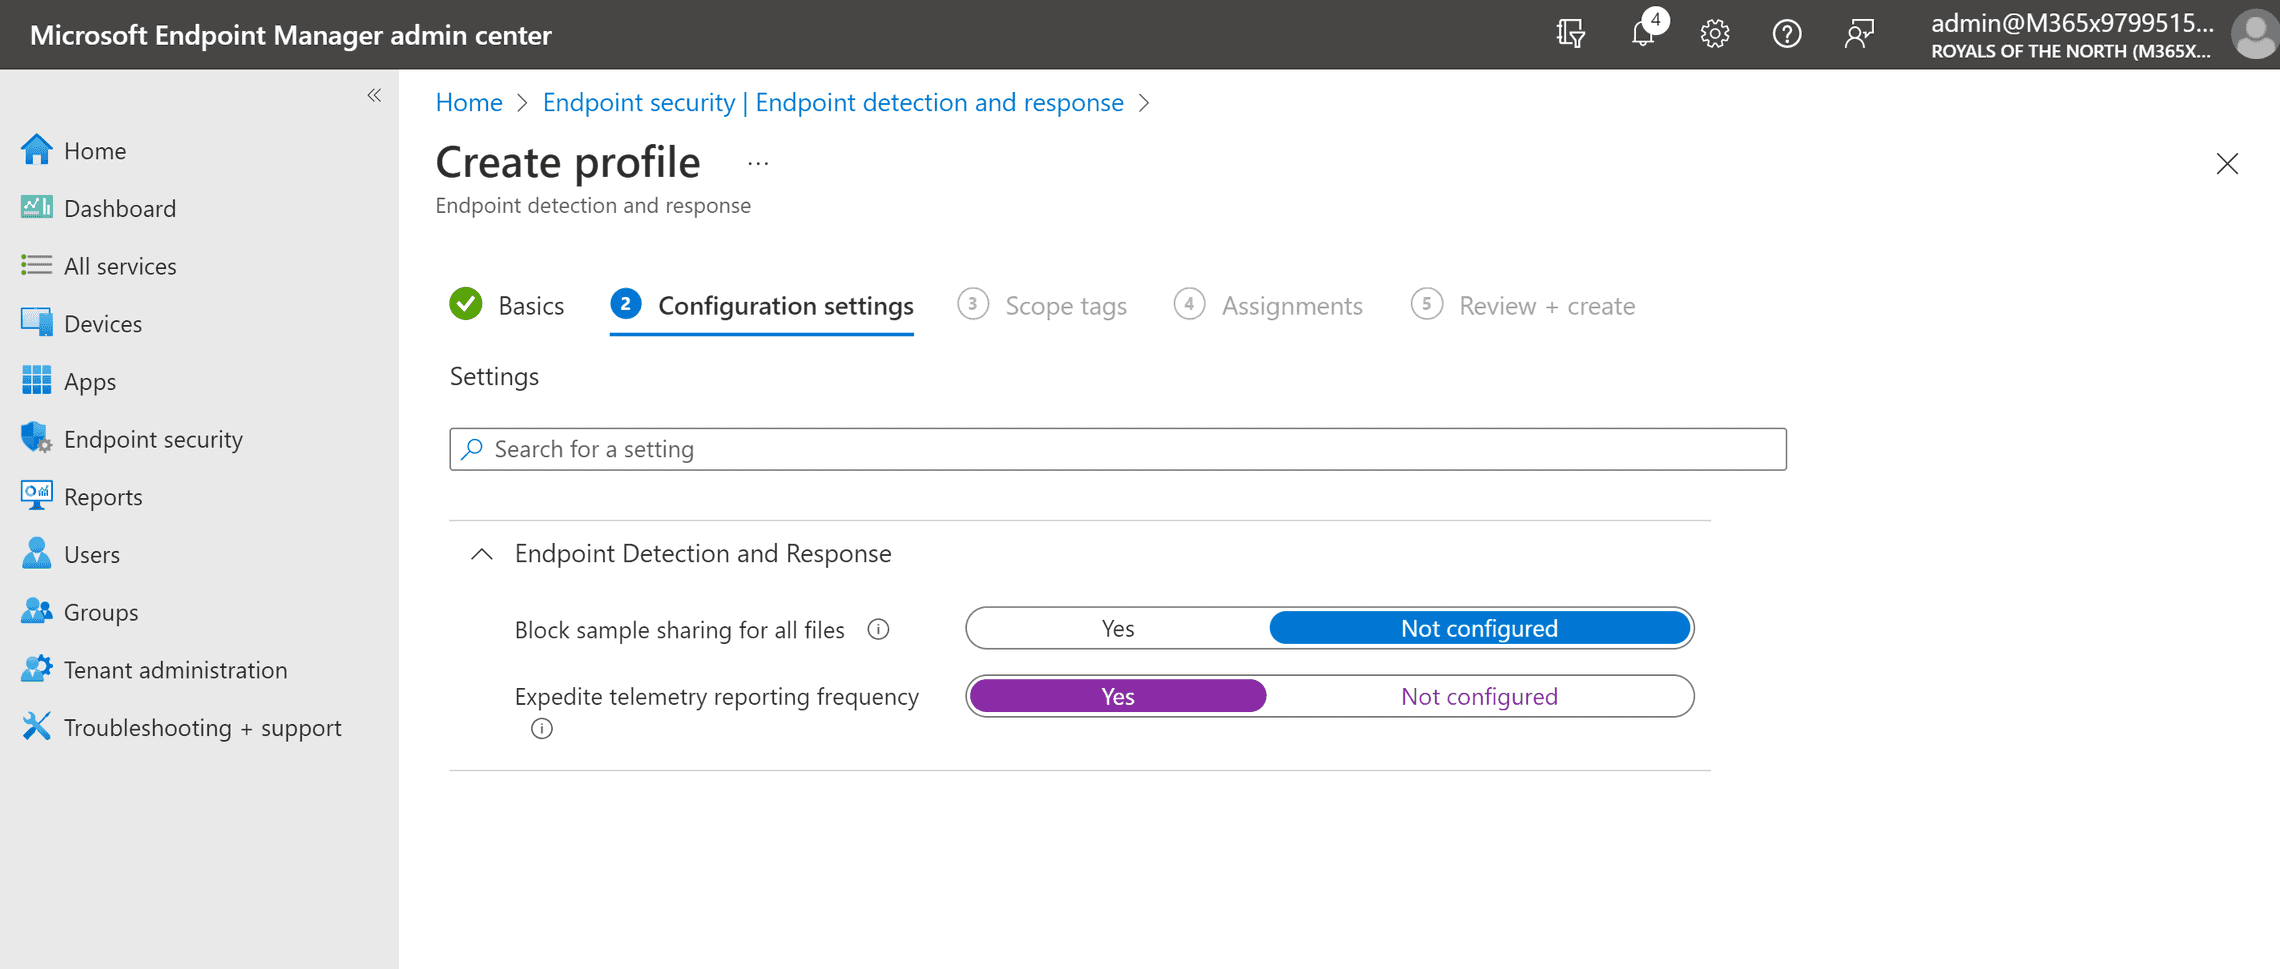 Microsoft Endpoint Manager admin center
4
admin@M365x9799515...
ROYALS OF THE NORTH (M365X...
Home
Dashboard
All services
Devices
Apps
Endpoint security
Reports
Users
Groups
Tenant administration
Troubleshooting + support
Home > Endpoint security | Endpoint detection and response >
Create profile ...
Endpoint detection and response
Basics 2 Configuration settings 3 Scope tags 4 Assignments 5 Review + create
Settings
Search for a setting
Endpoint Detection and Response
Block sample sharing for all files Yes Not configured
Expedite telemetry reporting frequency Yes Not configured